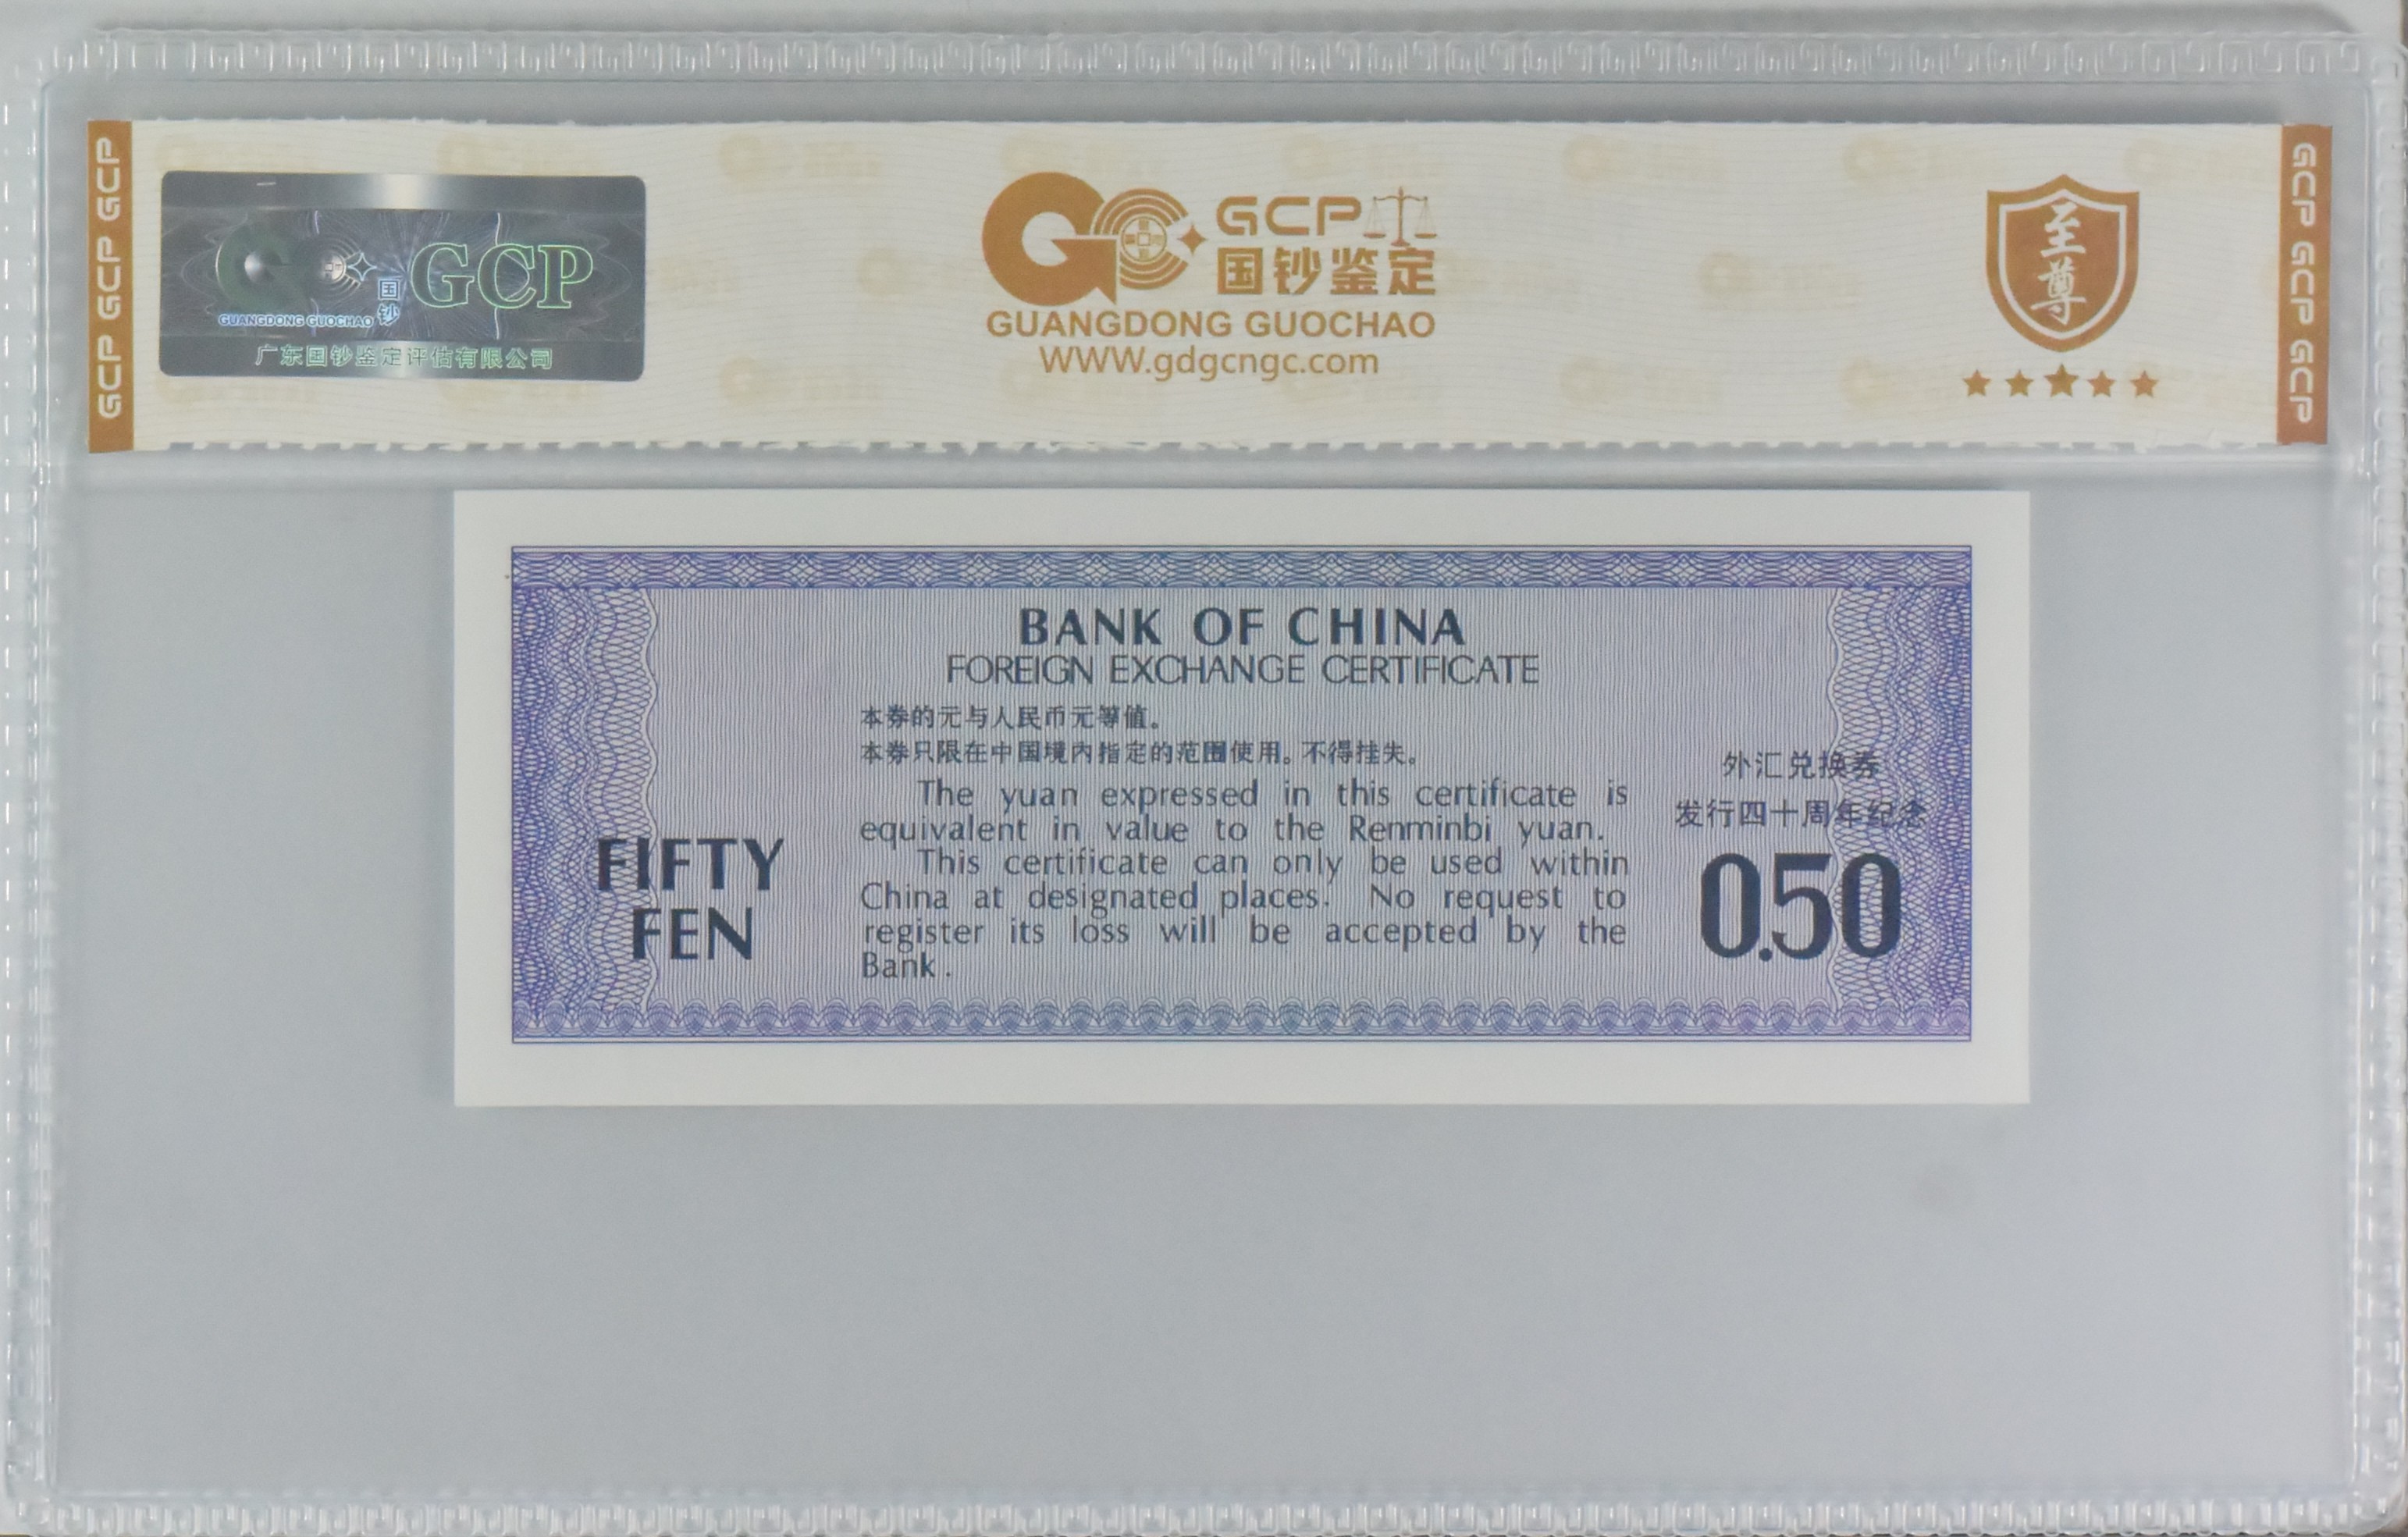 GCP GCP GCP
GCP
国
钞
GUANGDONG GUOCHAO
广东国钞鉴定评估有限公司
GCP
国钞鉴定
GUANGDONG GUOCHAO
WWW.gdgcngc.com
至
尊
GCP GCP GCP
BANK OF CHINA
FOREIGN EXCHANGE CERTIFICATE
本券的元与人民币元等值。
本券只限在中国境内指定的范围使用。不得挂失。
The yuan expressed in this certificate is
equivalent in value to the Renminbi yuan.
This certificate can only be used within
China at designated places. No request to
register its loss will be accepted by the
Bank.
FIFTY
FEN
外汇兑换券
发行四十周年纪念
0.50